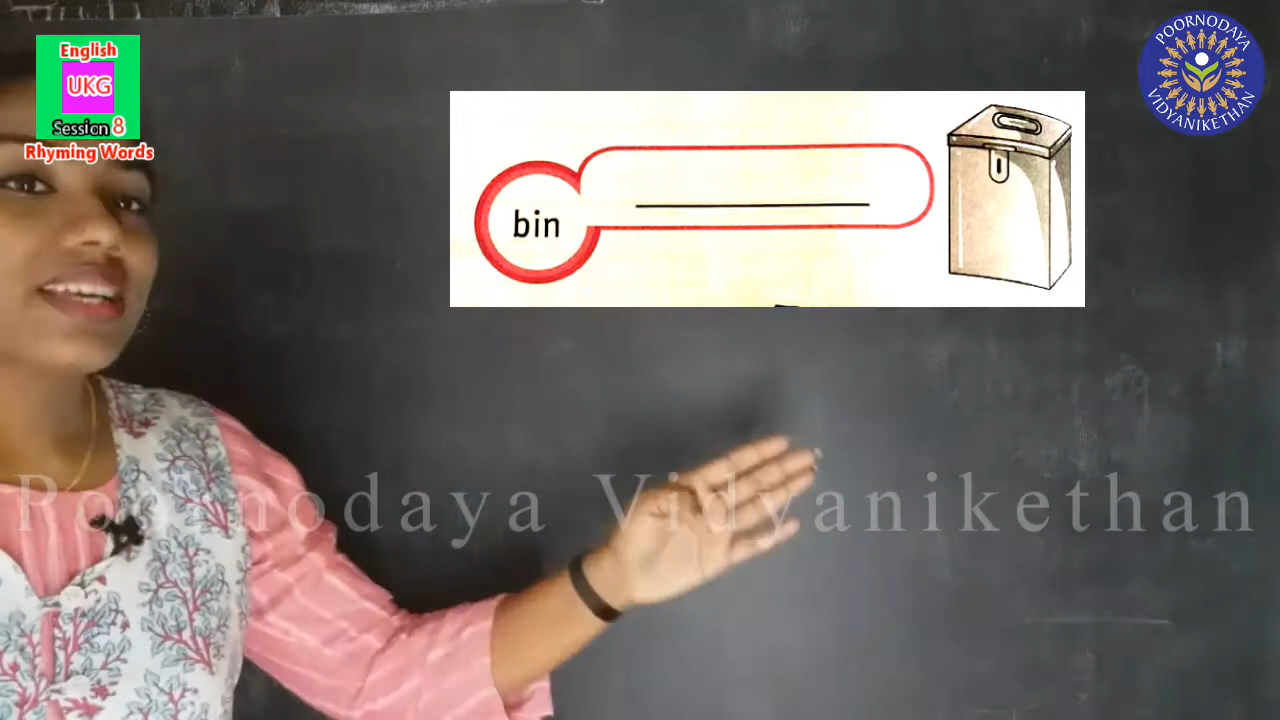 English
UKG
Session 8
Rhyming Words
POORNODAYA
VIDYANIKETHAN
bin
Poornodaya Vidyanikethan